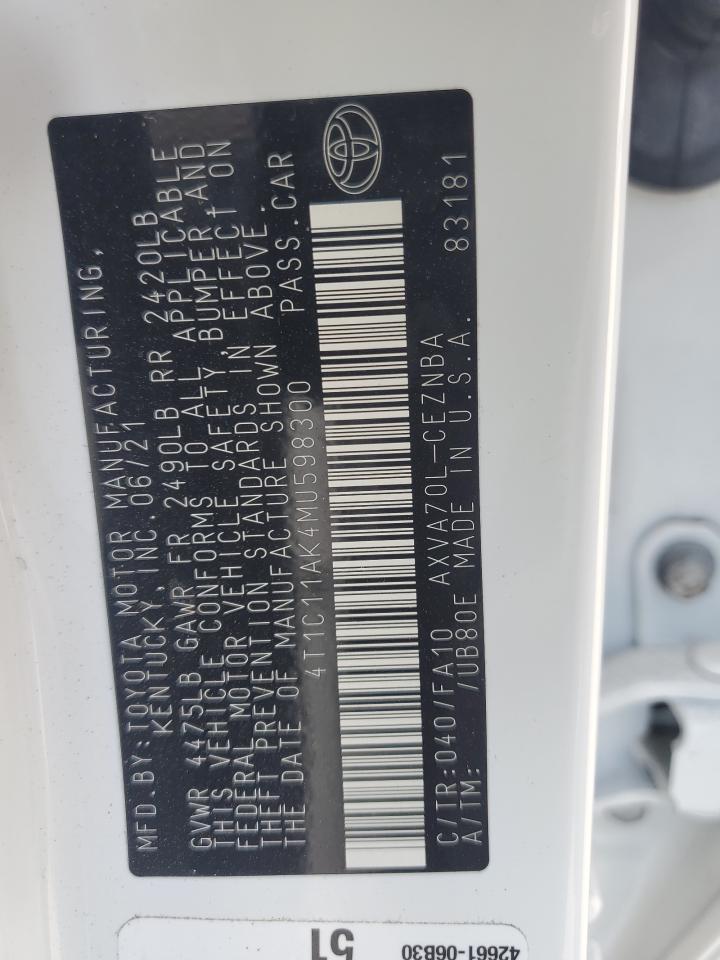 MFD.BY:TOYOTA MOTOR MANUFACTURING,
KENTUCKY, INC. 06/21
GVWR 4475LB GAWR FR 2490LB RR 2420LB
THIS VEHICLE CONFORMS TO ALL APPLICABLE
FEDERAL MOTOR VEHICLE SAFETY, BUMPER, AND
THEFT PREVENTION STANDARDS IN EFFECT ON
THE DATE OF MANUFACTURE SHOWN ABOVE.
4T1C11AK4MU598300 PASS.CAR
C/TR:040/FA10 AXVA70L-CEZNBA 83181
A/TM: /UB80E MADE IN U.S.A.
51
42661-06B30